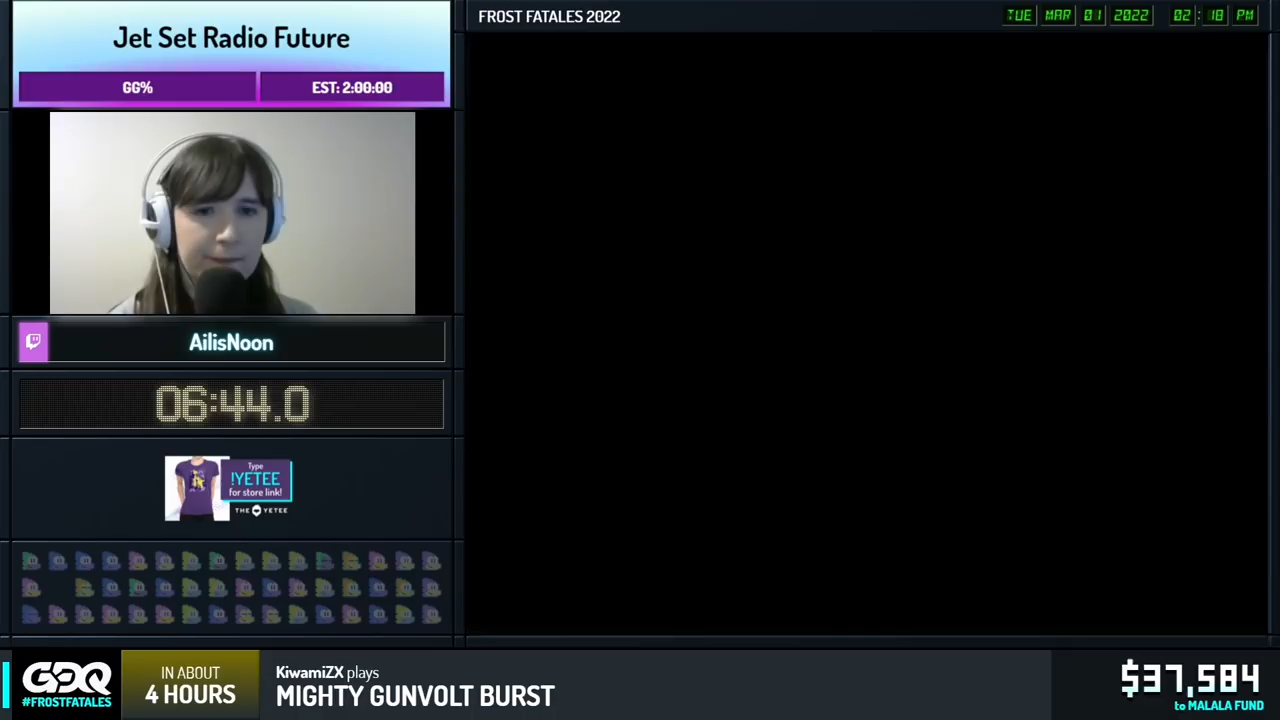 Jet Set Radio Future
GG%
EST: 2:00:00
FROST FATALES 2022
TUE MAR 01 2022 02:18 PM
AilisNoon
06:44.0
Type
!YETEE
for store link!
THE YETEE
GDQ
#FROSTFATALES
IN ABOUT
4 HOURS
KiwamiZX plays
MIGHTY GUNVOLT BURST
$37,584
to MALALA FUND